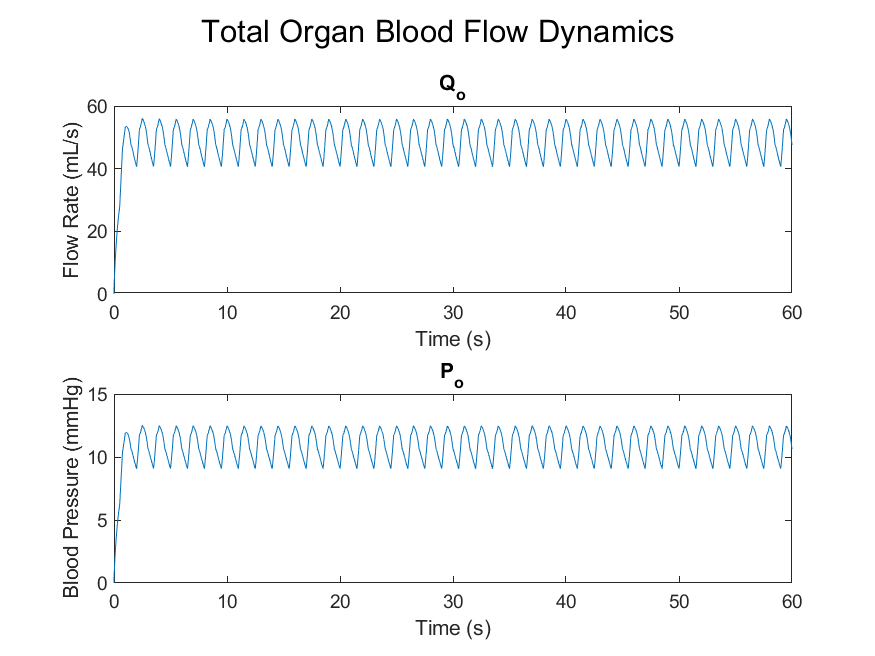 Total Organ Blood Flow Dynamics
Qo
Flow Rate (mL/s)
60
40
20
0
0 10 20 30 40 50 60
Time (s)
Po
Blood Pressure (mmHg)
15
10
5
0
0 10 20 30 40 50 60
Time (s)